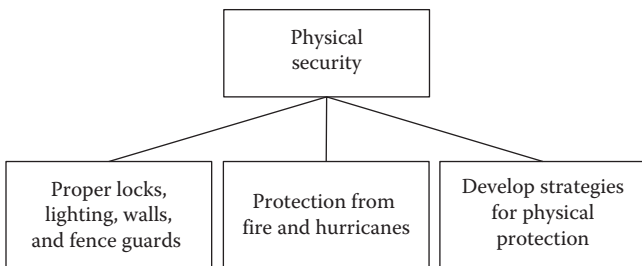 Physical
security
Proper locks,
lighting, walls,
and fence guards
Protection from
fire and hurricanes
Develop strategies
for physical
protection